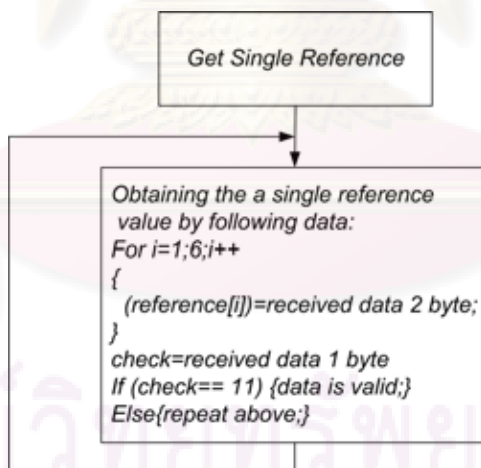 Get Single Reference
Obtaining the a single reference
value by following data:
For i=1;6;i++
{
(reference[i])=received data 2 byte;
}
check=received data 1 byte
If (check== 11) {data is valid;}
Else{repeat above;}